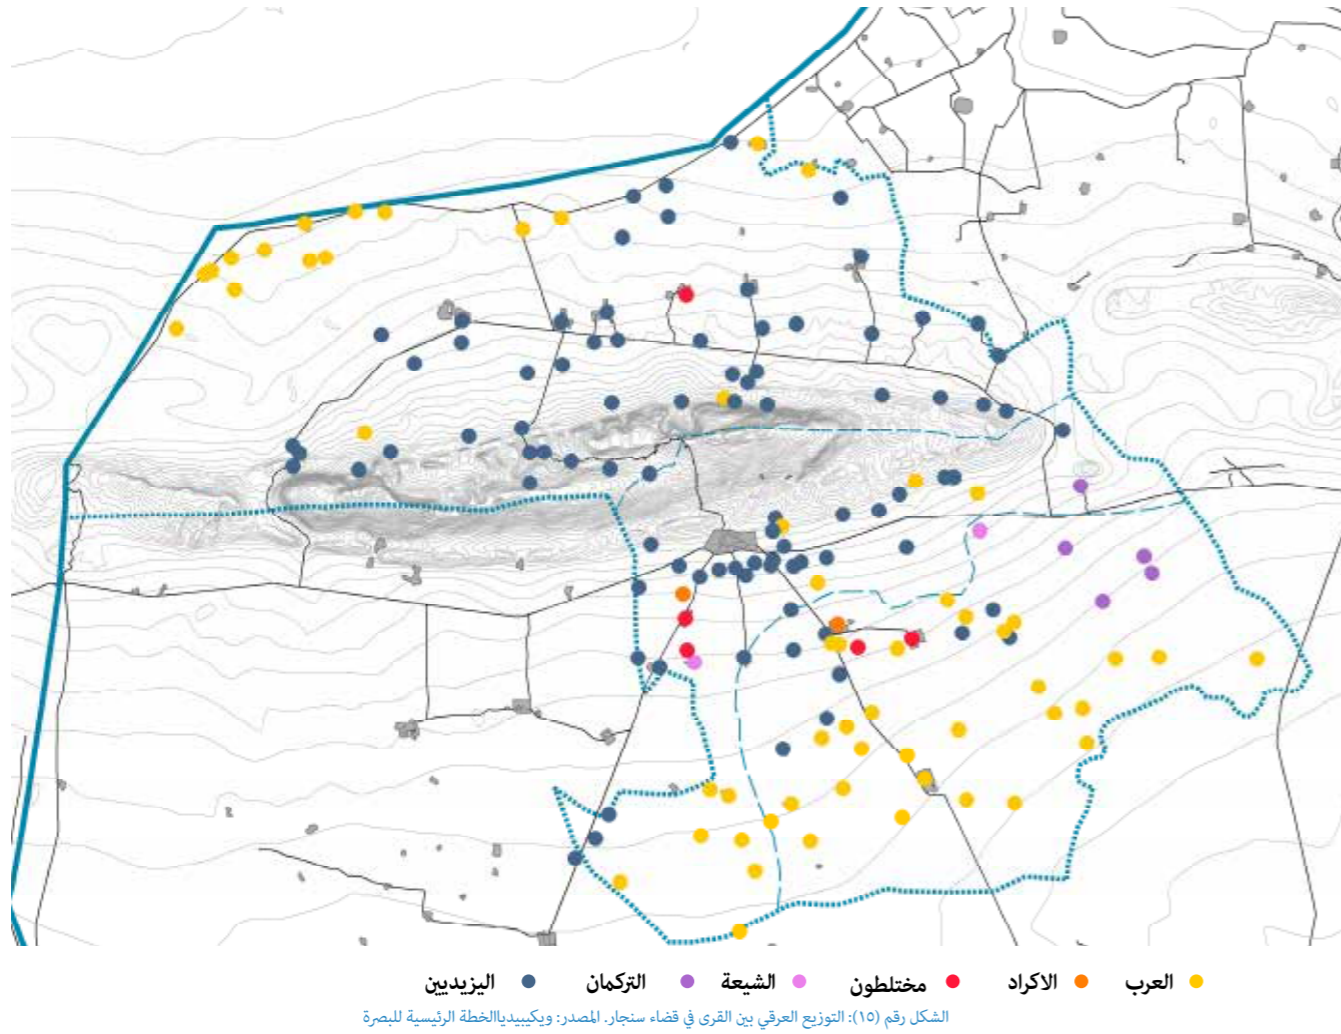 العرب الاكراد مختلطون الشيعة التركمان اليزيديين
الشكل رقم (١٥): التوزيع العرقي بين القرى في قضاء سنجار. المصدر: ويكيبيدياالخطة الرئيسية للبصرة